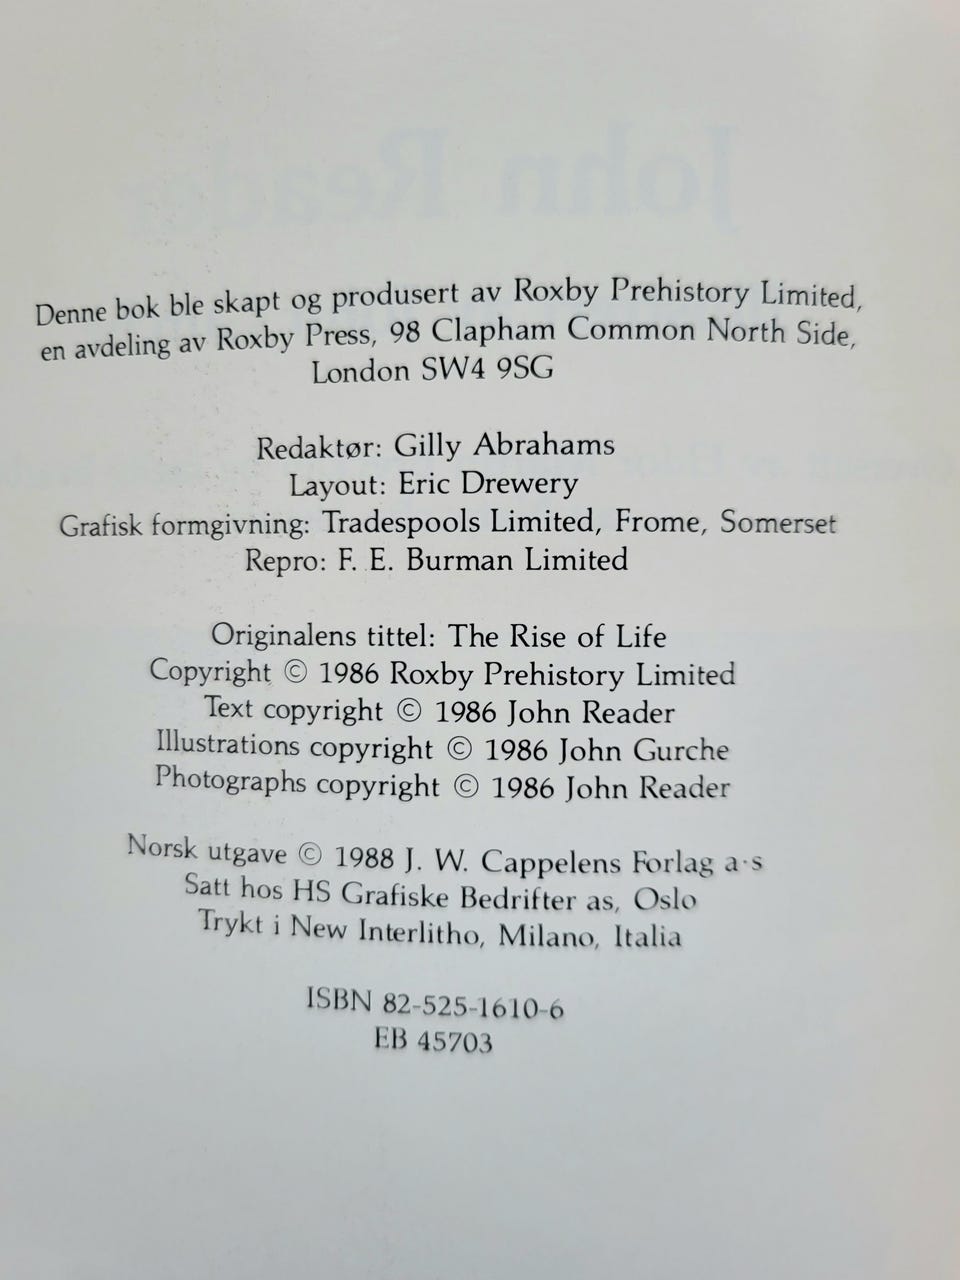 Denne bok ble skapt og produsert av Roxby Prehistory Limited,
en avdeling av Roxby Press, 98 Clapham Common North Side,
London SW4 9SG
Redaktør: Gilly Abrahams
Layout: Eric Drewery
Grafisk formgivning: Tradespools Limited, Frome, Somerset
Repro: F. E. Burman Limited
Originalens tittel: The Rise of Life
Copyright © 1986 Roxby Prehistory Limited
Text copyright © 1986 John Reader
Illustrations copyright © 1986 John Gurche
Photographs copyright © 1986 John Reader
Norsk utgave © 1988 J. W. Cappelens Forlag a·s
Satt hos HS Grafiske Bedrifter as, Oslo
Trykt i New Interlitho, Milano, Italia
ISBN 82-525-1610-6
EB 45703